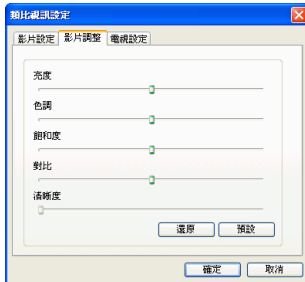 類比視訊設定
影片設定 影片調整 電視設定
亮度
色調
飽和度
對比
清晰度
還原 預設
確定 取消